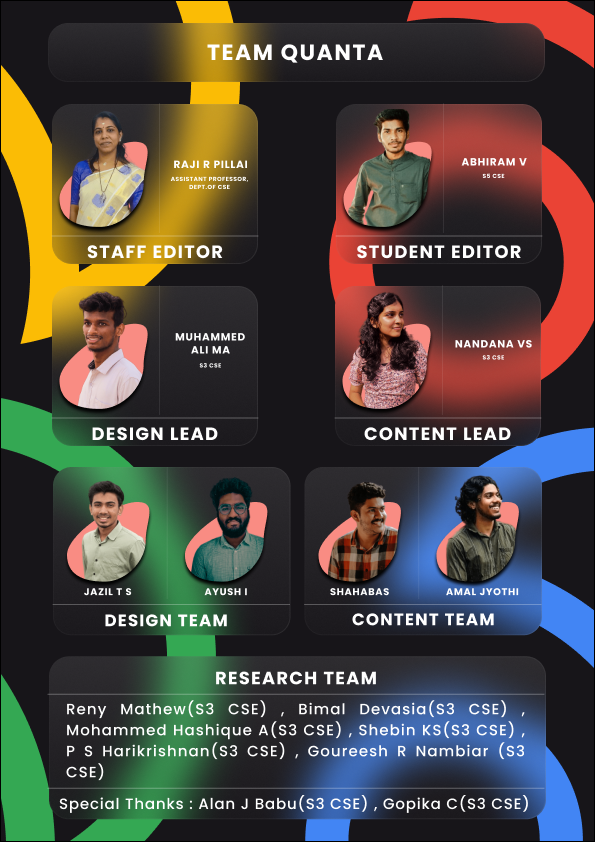 TEAM QUANTA
RAJI R PILLAI
ASSISTANT PROFESSOR,
DEPT.OF CSE
STAFF EDITOR
ABHIRAM V
S5 CSE
STUDENT EDITOR
MUHAMMED
ALI MA
S3 CSE
DESIGN LEAD
NANDANA VS
S3 CSE
CONTENT LEAD
JAZIL T S
AYUSH I
DESIGN TEAM
SHAHABAS
AMAL JYOTHI
CONTENT TEAM
RESEARCH TEAM
Reny Mathew(S3 CSE) , Bimal Devasia(S3 CSE) ,
Mohammed Hashique A(S3 CSE) , Shebin KS(S3 CSE) ,
P S Harikrishnan(S3 CSE) , Goureesh R Nambiar (S3
CSE)
Special Thanks : Alan J Babu(S3 CSE) , Gopika C(S3 CSE)